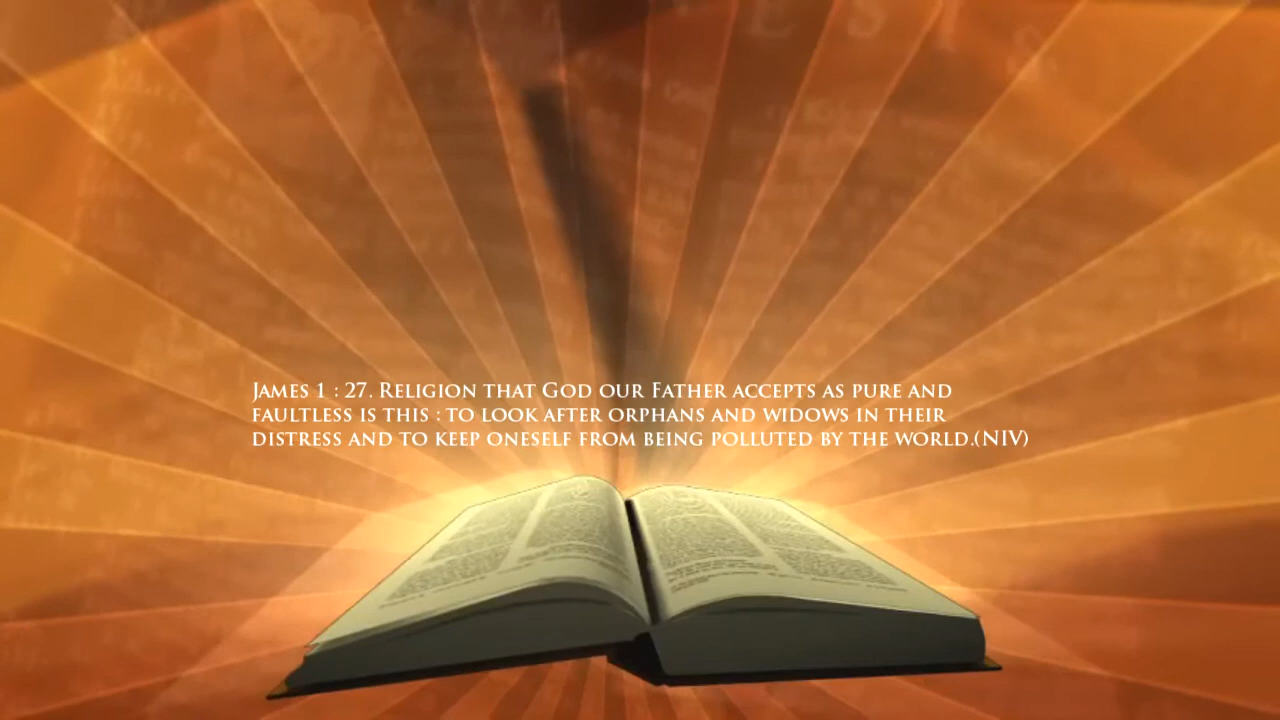 James 1 : 27. Religion that God our Father accepts as pure and
faultless is this : to look after orphans and widows in their
distress and to keep oneself from being polluted by the world.(NIV)